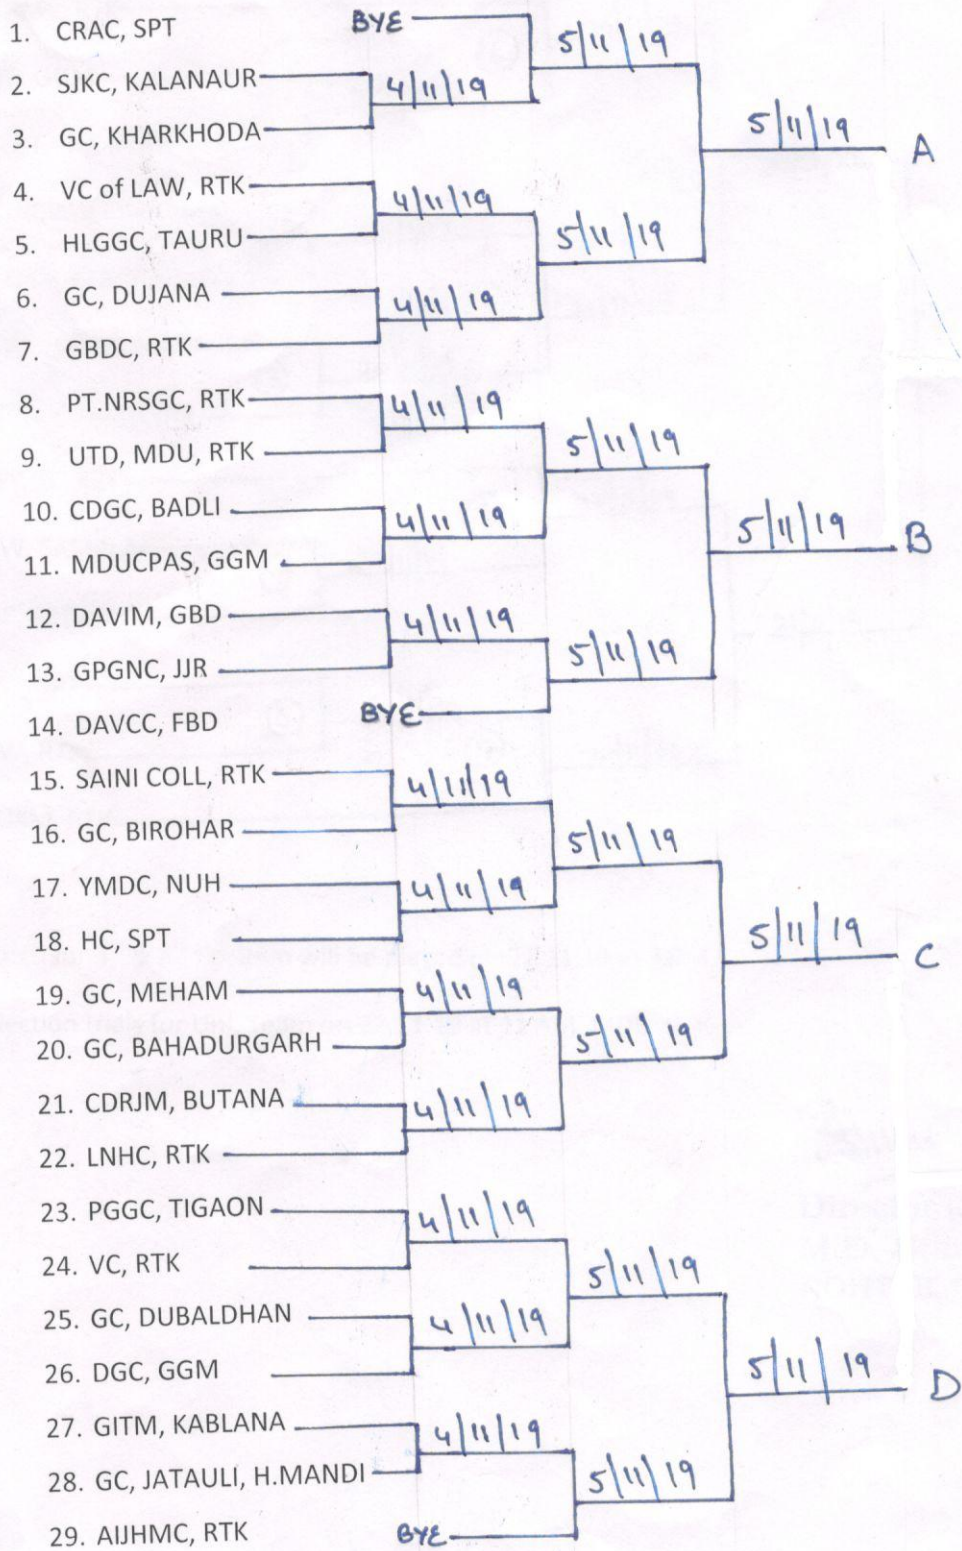 1. CRAC, SPT BYE
5/11/19
2. SJKC, KALANAUR
4/11/19
3. GC, KHARKHODA
5/11/19 A
4. VC of LAW, RTK
4/11/19
5. HLGGC, TAURU
5/11/19
6. GC, DUJANA
4/11/19
7. GBDC, RTK
8. PT.NRSGC, RTK
4/11/19
9. UTD, MDU, RTK
5/11/19
10. CDGC, BADLI
4/11/19
5/11/19 B
11. MDUCPAS, GGM
12. DAVIM, GBD
4/11/19
13. GPGNC, JJR
5/11/19
14. DAVCC, FBD BYE
15. SAINI COLL, RTK
4/11/19
16. GC, BIROHAR
5/11/19
17. YMDC, NUH
4/11/19
18. HC, SPT
5/11/19 C
19. GC, MEHAM
4/11/19
20. GC, BAHADURGARH
5/11/19
21. CDRJM, BUTANA
4/11/19
22. LNHC, RTK
23. PGGC, TIGAON
4/11/19
24. VC, RTK
5/11/19
25. GC, DUBALDHAN
4/11/19
26. DGC, GGM
5/11/19 D
27. GITM, KABLANA
4/11/19
28. GC, JATAULI, H.MANDI
5/11/19
29. AIJHMC, RTK BYE